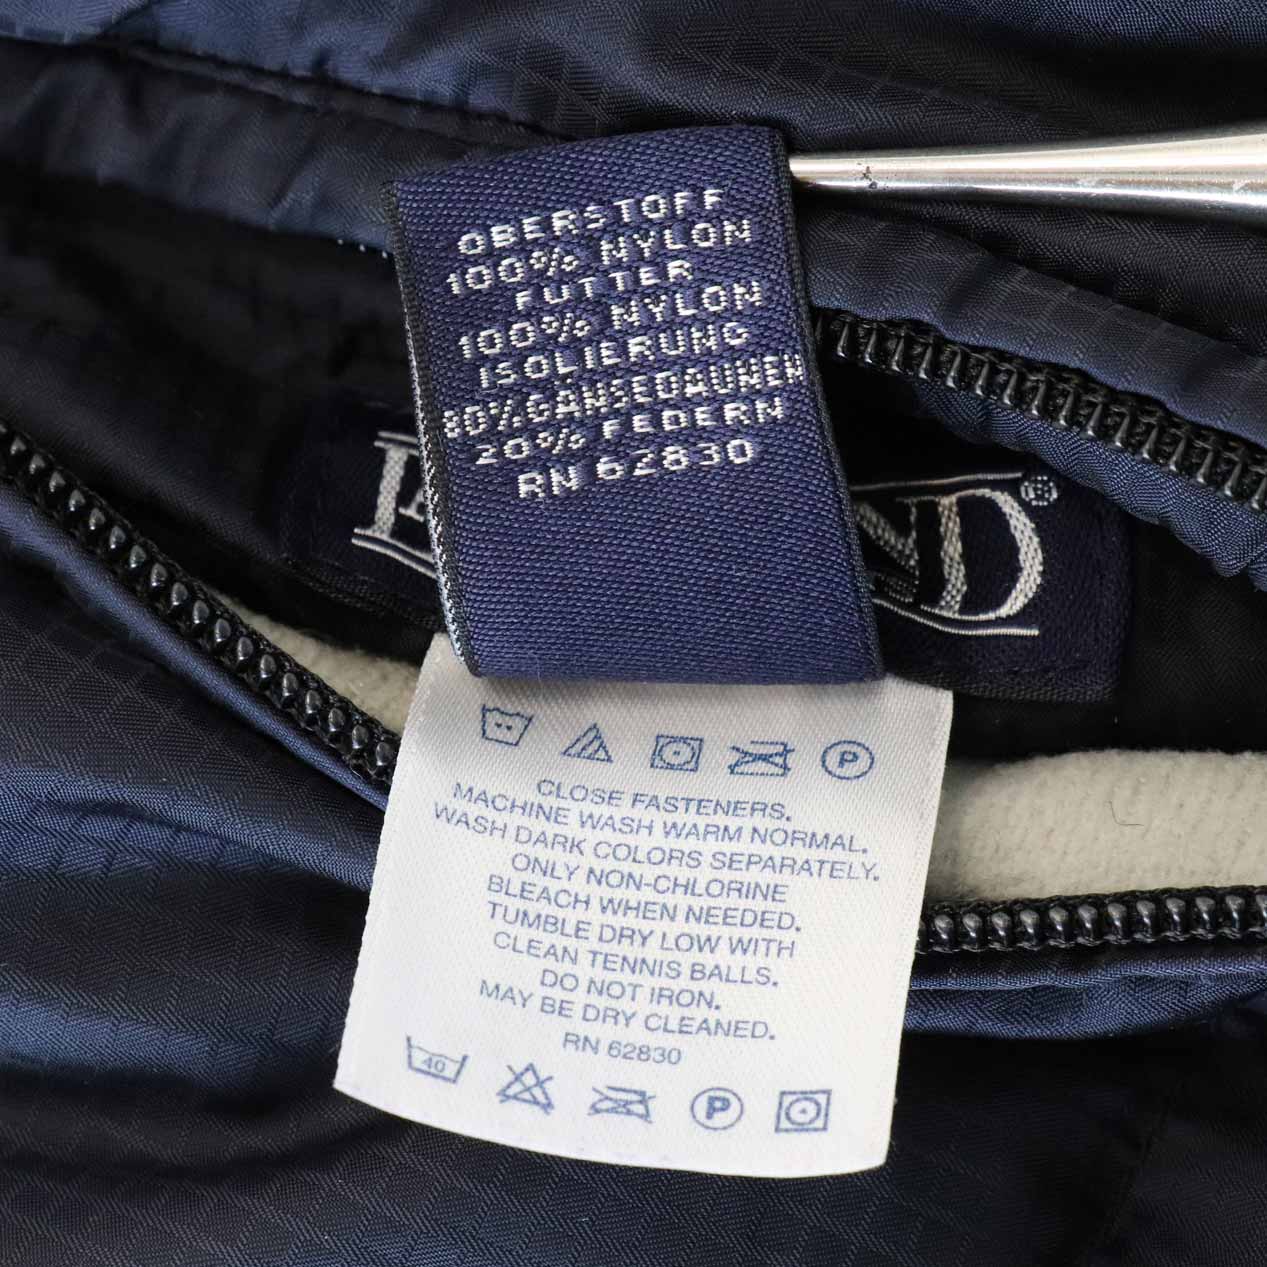 OBERSTOFF
100% NYLON
FUTTER
100% NYLON
ISOLIERUNG
80% GÄNSEDAUNEN
20% FEDERN
RN 62830
ND®
CLOSE FASTENERS.
MACHINE WASH WARM NORMAL.
WASH DARK COLORS SEPARATELY.
ONLY NON-CHLORINE
BLEACH WHEN NEEDED.
TUMBLE DRY LOW WITH
CLEAN TENNIS BALLS.
DO NOT IRON.
MAY BE DRY CLEANED.
RN 62830
P
40
P